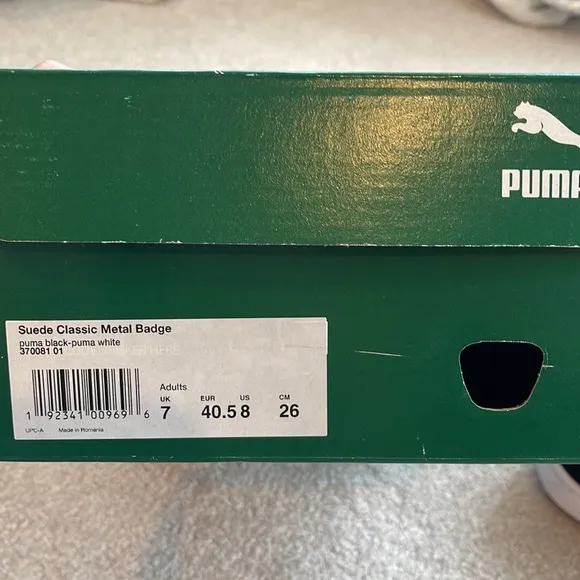 PUMA
Suede Classic Metal Badge
puma black-puma white
370081 01
Adults
UK EUR US CM
7 40.5 8 26
1 92341 00969 6
UPC-A Made in Romania